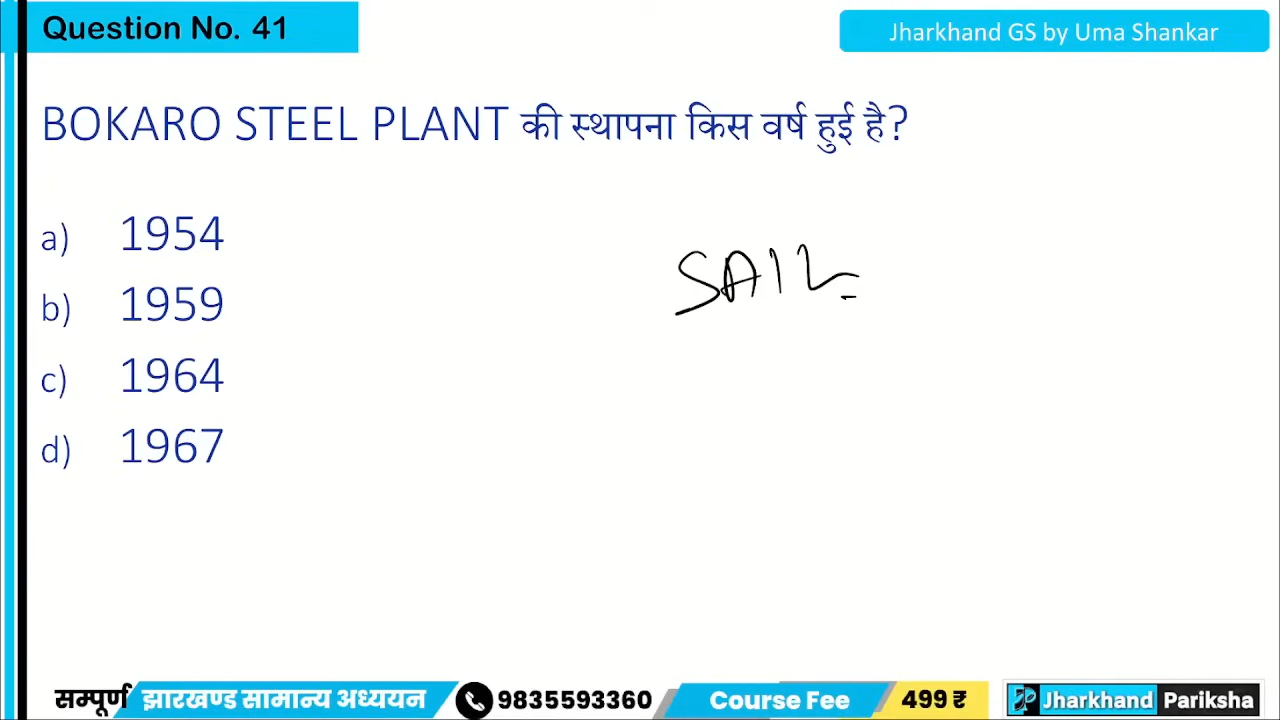 Question No. 41
Jharkhand GS by Uma Shankar
BOKARO STEEL PLANT की स्थापना किस वर्ष हुई है?
a) 1954
b) 1959
SAIL
c) 1964
d) 1967
सम्पूर्ण झारखण्ड सामान्य अध्ययन 9835593360 Course Fee 499 ₹ JP Jharkhand Pariksha